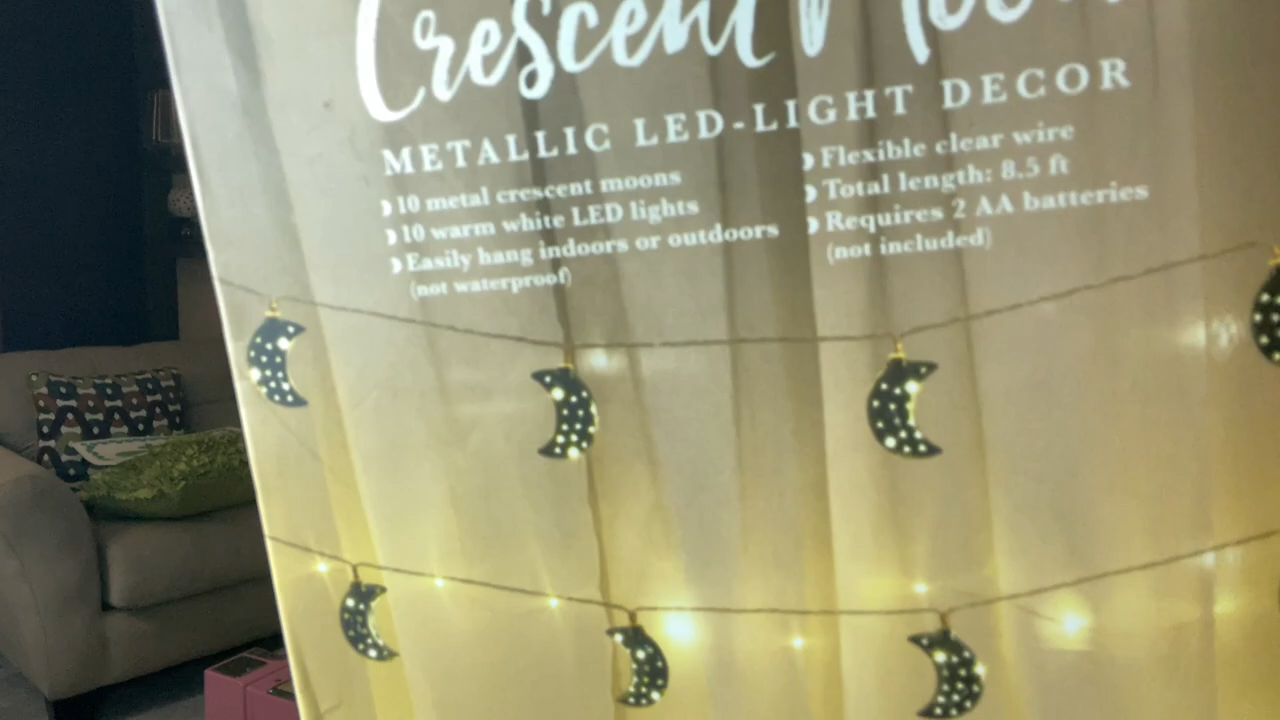 Crescent Moon
METALLIC LED-LIGHT DECOR
10 metal crescent moons
10 warm white LED lights
Easily hang indoors or outdoors
(not waterproof)
Flexible clear wire
Total length: 8.5 ft
Requires 2 AA batteries
(not included)